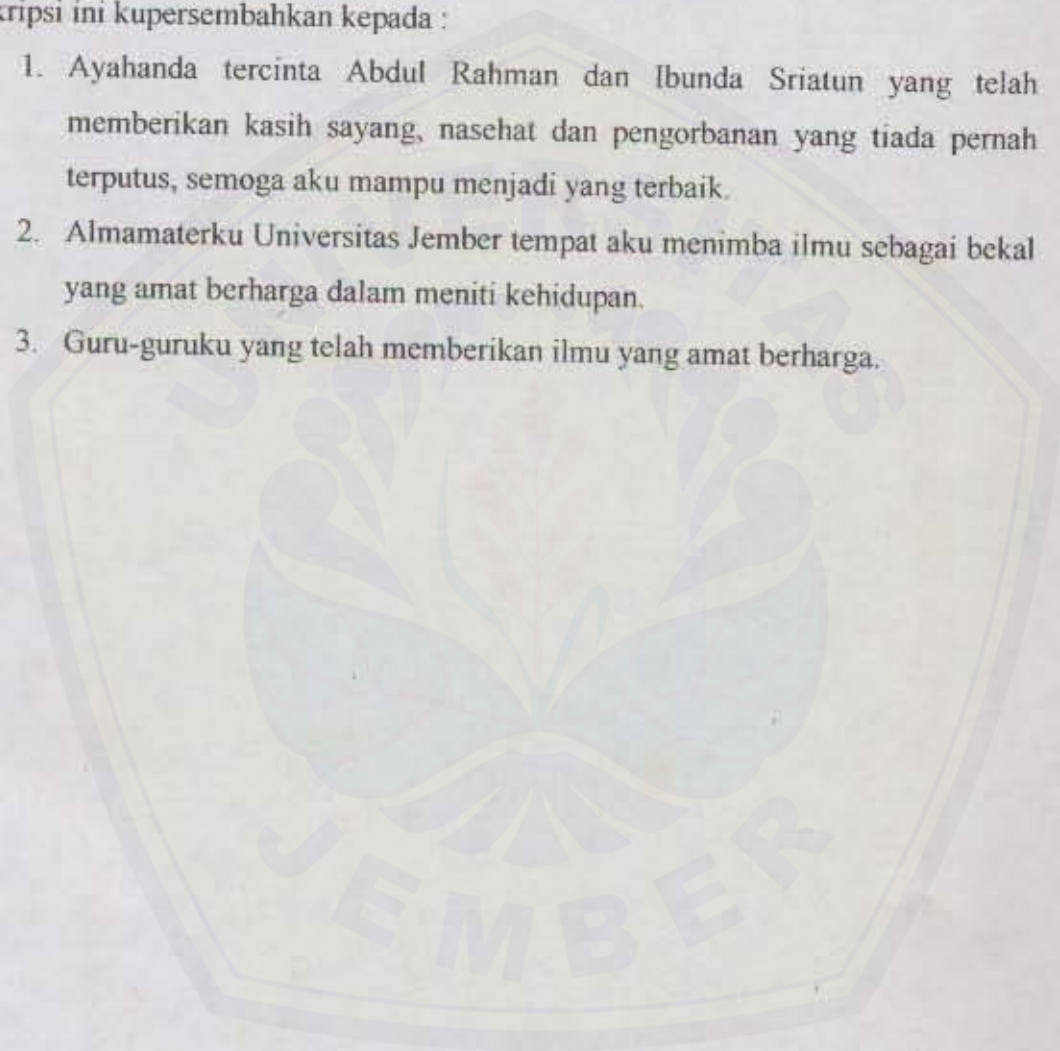 kripsi ini kupersembahkan kepada :
1. Ayahanda tercinta Abdul Rahman dan Ibunda Sriatun yang telah
memberikan kasih sayang, nasehat dan pengorbanan yang tiada pernah
terputus, semoga aku mampu menjadi yang terbaik.
2. Almamaterku Universitas Jember tempat aku menimba ilmu sebagai bekal
yang amat berharga dalam meniti kehidupan.
3. Guru-guruku yang telah memberikan ilmu yang amat berharga.
UNIVERSITAS
JEMBER